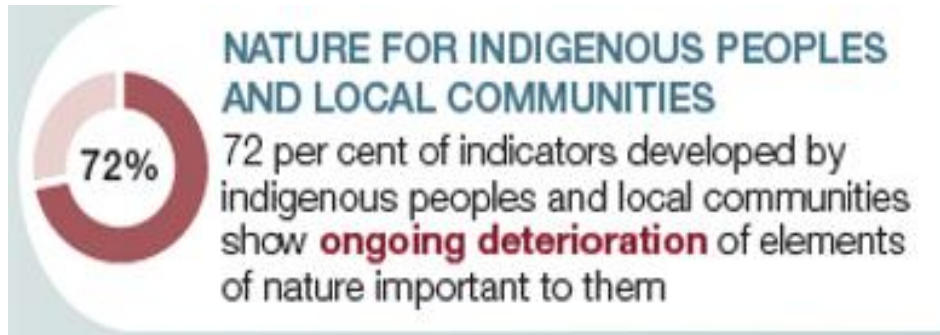 NATURE FOR INDIGENOUS PEOPLES
AND LOCAL COMMUNITIES
72%
72 per cent of indicators developed by
indigenous peoples and local communities
show ongoing deterioration of elements
of nature important to them